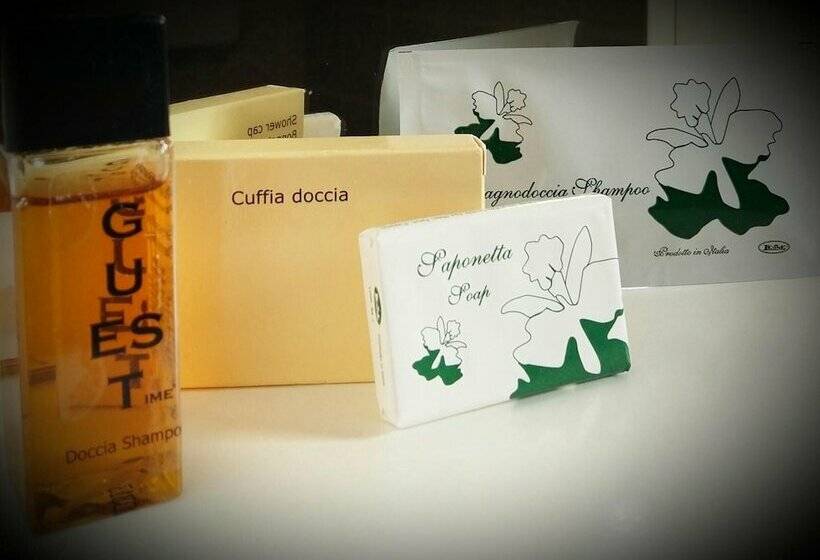 GUEST
TIME
Doccia Shampo
Shower cap
Cuffia doccia
Saponetta
Soap
agnodoccia Shampoo
Prodotto in Italia